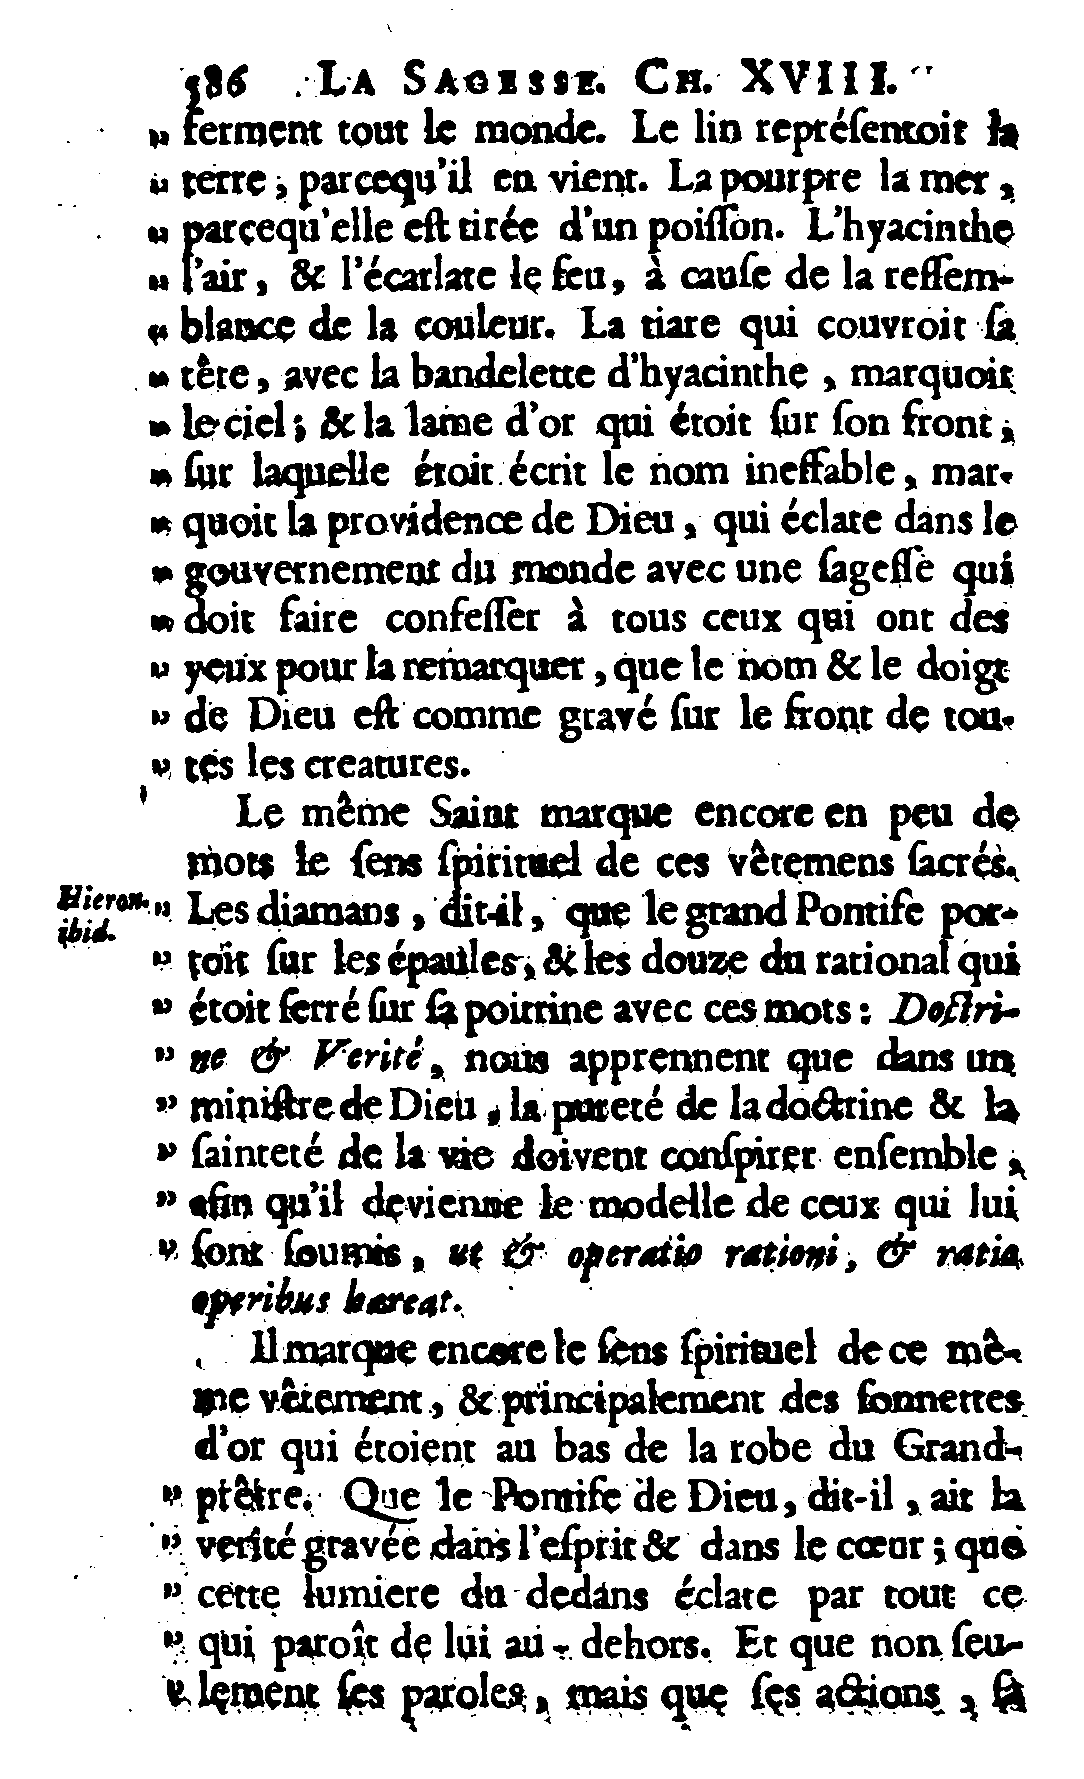 586 LA SAGESSE. CH. XVIII.
„ ferment tout le monde. Le lin repréſentoit la
„ terre, parcequ'il en vient. La pourpre la mer,
„ parcequ'elle eſt tirée d'un poiſſon. L'hyacinthe
„ l'air, & l'écarlate le feu, à cauſe de la reſſem-
„ blance de la couleur. La tiare qui couvroit ſa
„ tête, avec la bandelette d'hyacinthe, marquoit
„ le ciel; & la lame d'or qui étoit ſur ſon front,
„ ſur laquelle étoit écrit le nom ineffable, mar-
„ quoit la providence de Dieu, qui éclate dans le
„ gouvernement du monde avec une ſageſſe qui
„ doit faire confeſſer à tous ceux qui ont des
„ yeux pour la remarquer, que le nom & le doigt
„ de Dieu eſt comme gravé ſur le front de tou-
„ tes les creatures.
Le même Saint marque encore en peu de
mots le ſens ſpirituel de ces vêtemens ſacrés.
Hieron. ibid.
„ Les diamans, dit-il, que le grand Pontife por-
„ toit ſur les épaules, & les douze du rational qui
„ étoit ſerré ſur ſa poitrine avec ces mots: Doctri-
„ ne & Verité, nous apprennent que dans un
„ miniſtre de Dieu, la pureté de la doctrine & la
„ ſainteté de la vie doivent conſpirer enſemble,
„ afin qu'il devienne le modelle de ceux qui lui
„ ſont ſoumis, ut & operatio rationi, & ratio
operibus hæreat.
Il marque encore le ſens ſpirituel de ce mê-
me vêtement, & principalement des ſonnettes
d'or qui étoient au bas de la robe du Grand-
„ prêtre. Que le Pontife de Dieu, dit-il, ait la
„ verité gravée dans l'eſprit & dans le cœur; que
„ cette lumiere du dedans éclate par tout ce
„ qui paroît de lui au-dehors. Et que non ſeu-
„ lement ſes paroles, mais que ſes actions, ſa